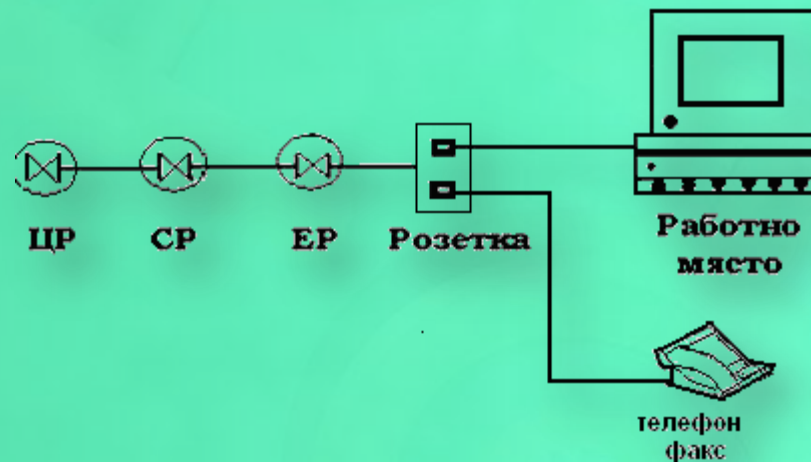 ЦР
СР
ЕР
Розетка
Работно
място
телефон
факс